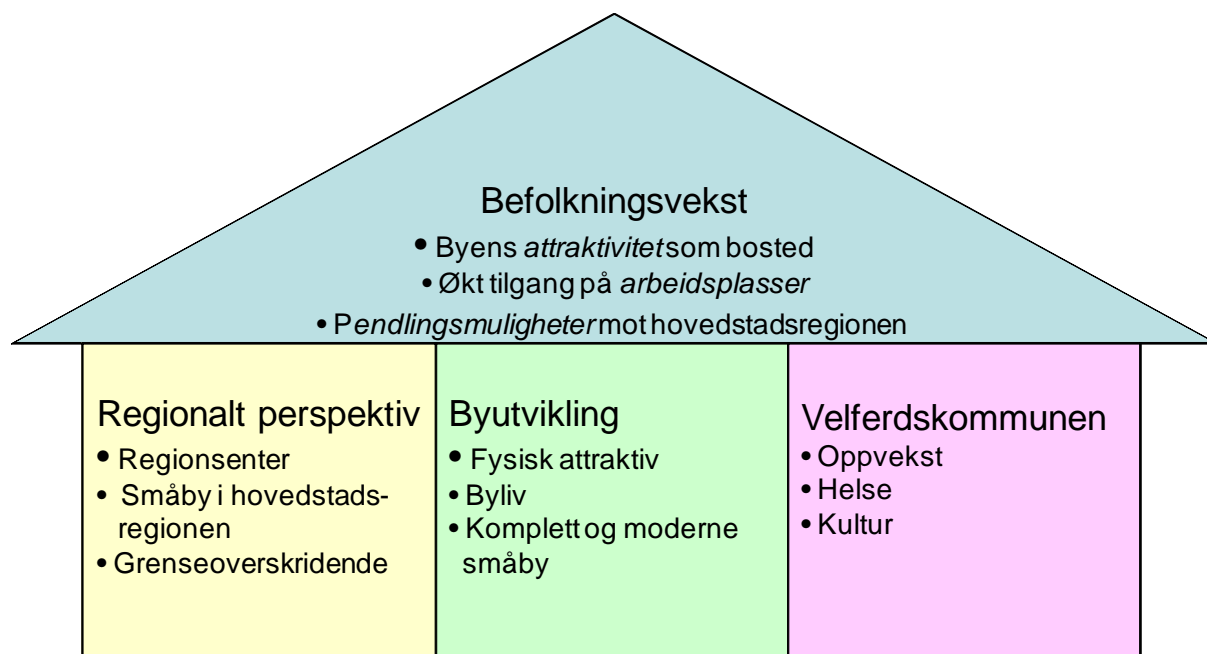 Befolkningsvekst
• Byens attraktivitet som bosted
• Økt tilgang på arbeidsplasser
• Pendlingsmuligheter mot hovedstadsregionen
Regionalt perspektiv
• Regionsenter
• Småby i hovedstads-
regionen
• Grenseoverskridende
Byutvikling
• Fysisk attraktiv
• Byliv
• Komplett og moderne
småby
Velferdskommunen
• Oppvekst
• Helse
• Kultur